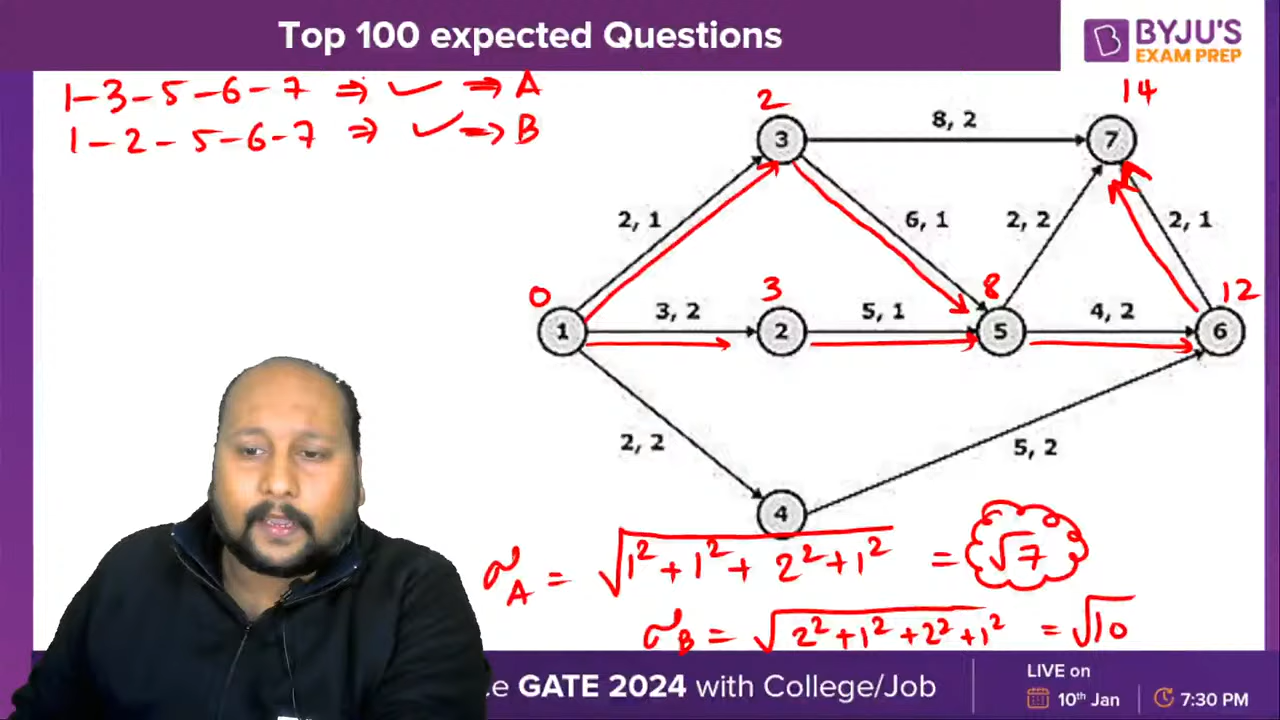 Top 100 expected Questions
BYJU'S
EXAM PREP
1-3-5-6-7 ⇒ ✓ ⇒ A
1-2-5-6-7 ⇒ ✓ ⇒ B
2
14
3
8, 2
7
2, 1
6, 1
2, 2
2, 1
0
3
8
12
1
3, 2
2
5, 1
5
4, 2
6
2, 2
5, 2
4
σA = √1²+1²+2²+1² = √7
σB = √2²+1²+2²+1² = √10
ce GATE 2024 with College/Job
LIVE on
10th Jan
7:30 PM